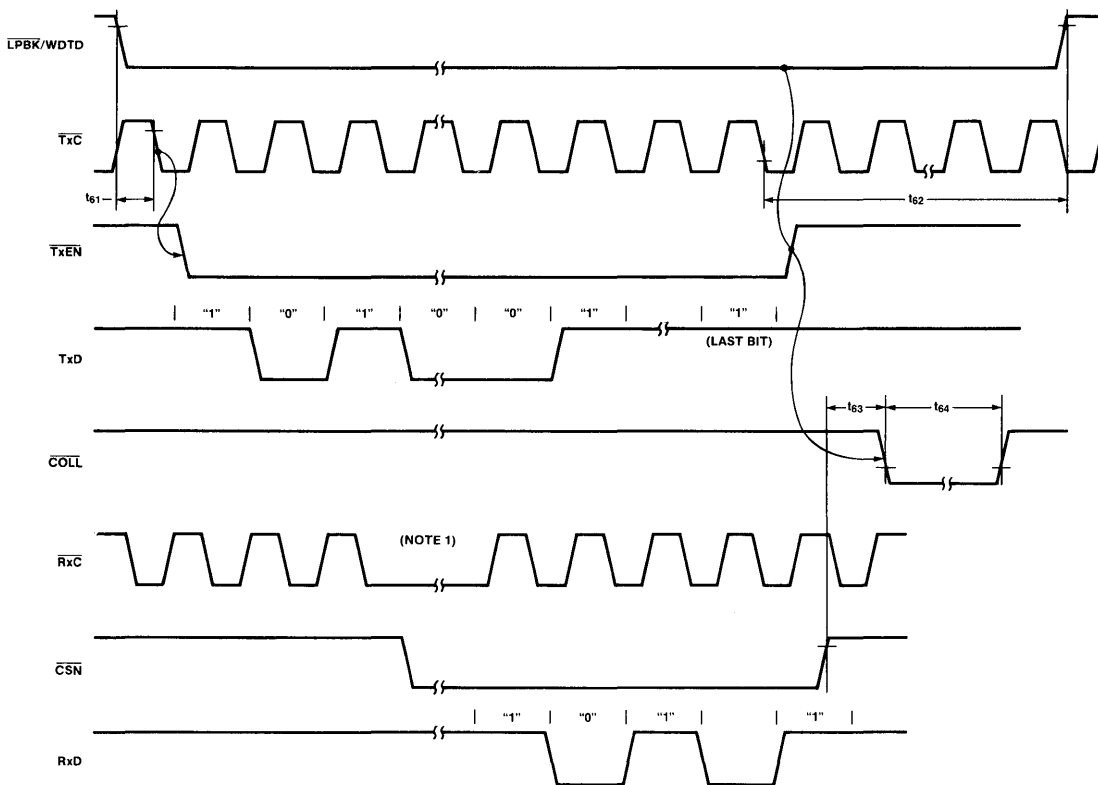 LPBK/WDTD
TxC
t61
t62
TxEN
"1" "0" "1" "0" "0" "1" "1"
(LAST BIT)
TxD
t63 t64
COLL
(NOTE 1)
RxC
CSN
"1" "0" "1" "1"
RxD